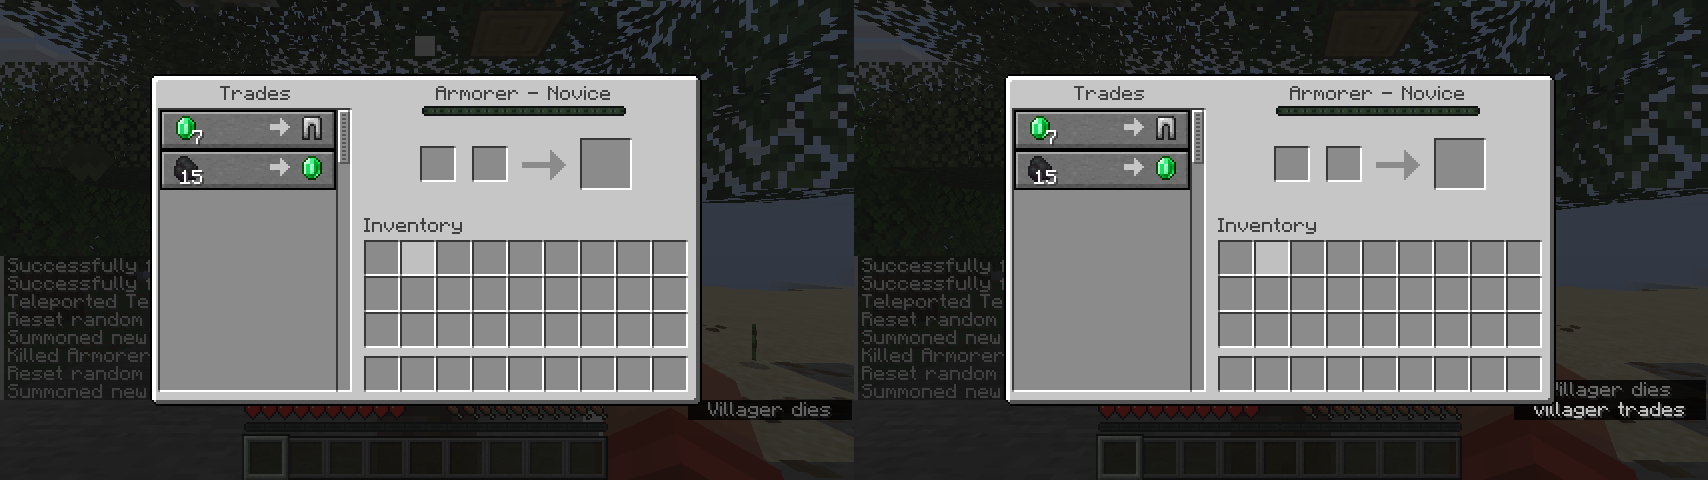 Trades
Armorer - Novice
7
15
Inventory
Successfully
Successfully
Teleported Te
Reset random
Summoned new
Killed Armorer
Reset random
Summoned new
Villager dies
Trades
Armorer - Novice
7
15
Inventory
Successfully
Successfully
Teleported Te
Reset random
Summoned new
Killed Armorer
Reset random
Summoned new
Villager dies
Villager trades